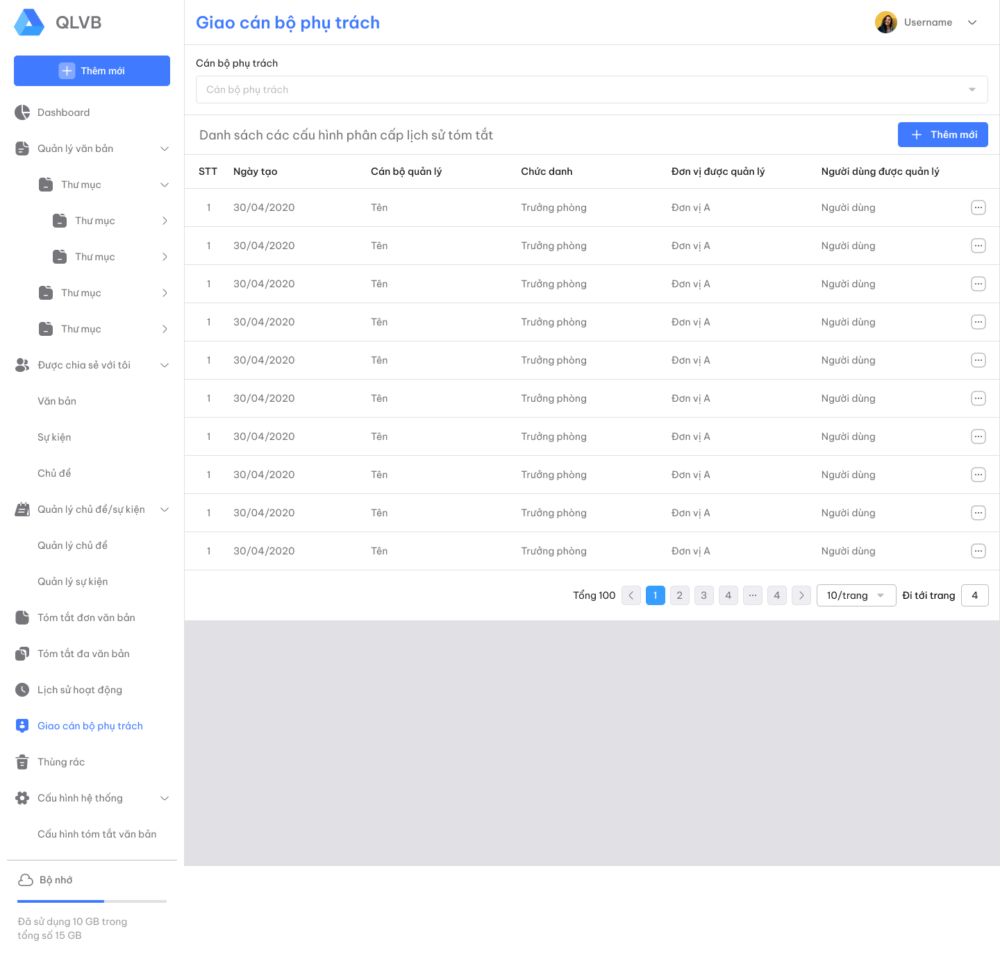 QLVB
Thêm mới
Dashboard
Quản lý văn bản
Thư mục
Thư mục
Thư mục
Thư mục
Thư mục
Được chia sẻ với tôi
Văn bản
Sự kiện
Chủ đề
Quản lý chủ đề/sự kiện
Quản lý chủ đề
Quản lý sự kiện
Tóm tắt đơn văn bản
Tóm tắt đa văn bản
Lịch sử hoạt động
Giao cán bộ phụ trách
Thùng rác
Cấu hình hệ thống
Cấu hình tóm tắt văn bản
Bộ nhớ
Đã sử dụng 10 GB trong
tổng số 15 GB
Giao cán bộ phụ trách
Username
Cán bộ phụ trách
Cán bộ phụ trách
Danh sách các cấu hình phân cấp lịch sử tóm tắt
Thêm mới
STT Ngày tạo Cán bộ quản lý Chức danh Đơn vị được quản lý Người dùng được quản lý
1 30/04/2020 Tên Trưởng phòng Đơn vị A Người dùng
1 30/04/2020 Tên Trưởng phòng Đơn vị A Người dùng
1 30/04/2020 Tên Trưởng phòng Đơn vị A Người dùng
1 30/04/2020 Tên Trưởng phòng Đơn vị A Người dùng
1 30/04/2020 Tên Trưởng phòng Đơn vị A Người dùng
1 30/04/2020 Tên Trưởng phòng Đơn vị A Người dùng
1 30/04/2020 Tên Trưởng phòng Đơn vị A Người dùng
1 30/04/2020 Tên Trưởng phòng Đơn vị A Người dùng
1 30/04/2020 Tên Trưởng phòng Đơn vị A Người dùng
1 30/04/2020 Tên Trưởng phòng Đơn vị A Người dùng
Tổng 100 1 2 3 4 ··· 4 10/trang Đi tới trang 4